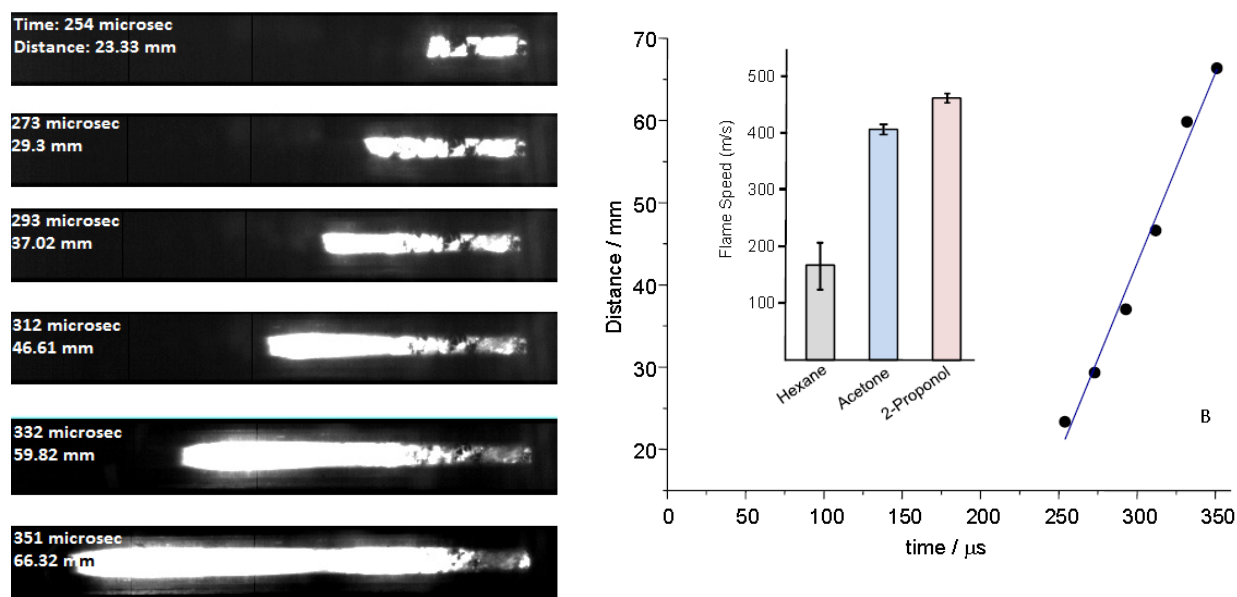 Time: 254 microsec
Distance: 23.33 mm
273 microsec
29.3 mm
293 microsec
37.02 mm
312 microsec
46.61 mm
332 microsec
59.82 mm
351 microsec
66.32 mm
70
60
50
40
30
20
Distance / mm
0 50 100 150 200 250 300 350
time / μs
B
500
400
300
200
100
Flame Speed (m/s)
Hexane
Acetone
2-Proponol